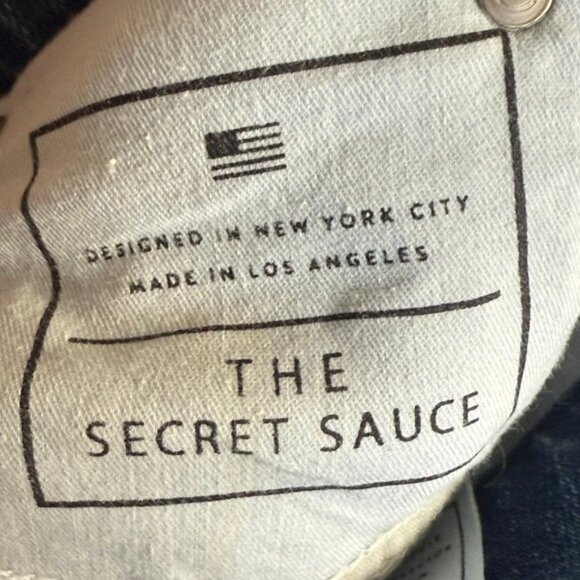 DESIGNED IN NEW YORK CITY
MADE IN LOS ANGELES
THE
SECRET SAUCE